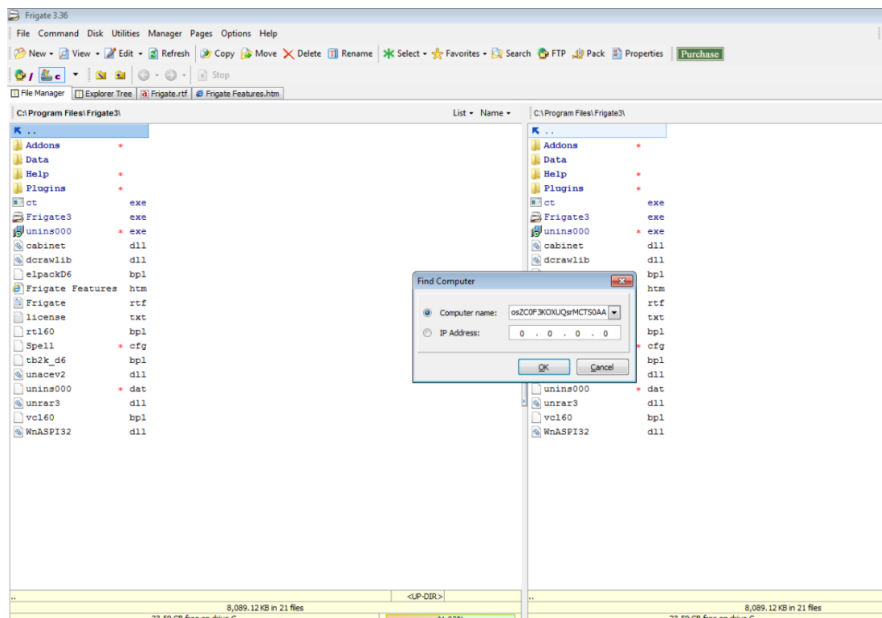 Frigate 3.36
File Command Disk Utilities Manager Pages Options Help
New View Edit Refresh Copy Move Delete Rename Select Favorites Search FTP Pack Properties Purchase
/ c Stop
File Manager Explorer Tree Frigate.rtf Frigate Features.htm
C:\Program Files\Frigate3\ List Name C:\Program Files\Frigate3\
.. ..
Addons * Addons *
Data Data
Help * Help *
Plugins * Plugins *
ct exe ct exe
Frigate3 exe Frigate3 exe
unins000 * exe unins000 * exe
cabinet dll cabinet dll
dcrawlib dll dcrawlib dll
elpackD6 bpl bpl
Frigate Features htm htm
Frigate rtf rtf
license txt txt
rtl60 bpl bpl
Spell * cfg * cfg
tb2k_d6 bpl bpl
unacev2 dll dll
unins000 * dat unins000 * dat
unrar3 dll unrar3 dll
vcl60 bpl vcl60 bpl
WnASPI32 dll WnASPI32 dll
Find Computer
Computer name:
IP Address: 0 . 0 . 0 . 0
OK Cancel
.. <UP-DIR> ..
8,089.12 KB in 21 files 8,089.12 KB in 21 files